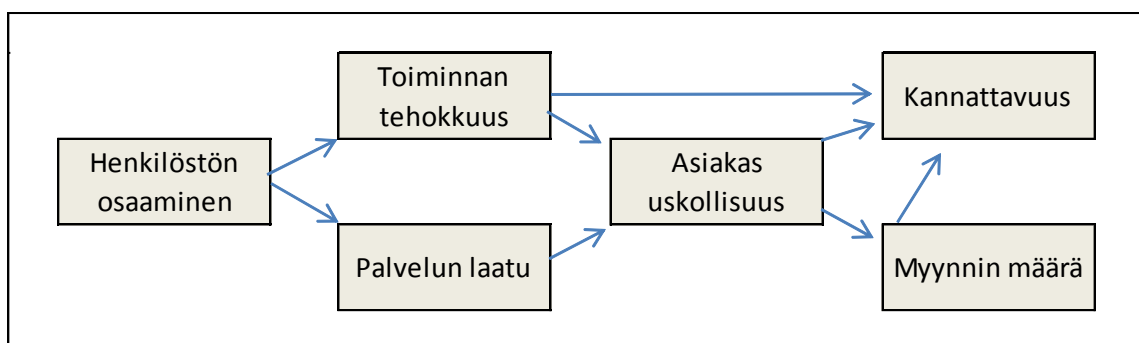 Henkilöstön
osaaminen
Toiminnan
tehokkuus
Palvelun laatu
Asiakas
uskollisuus
Kannattavuus
Myynnin määrä